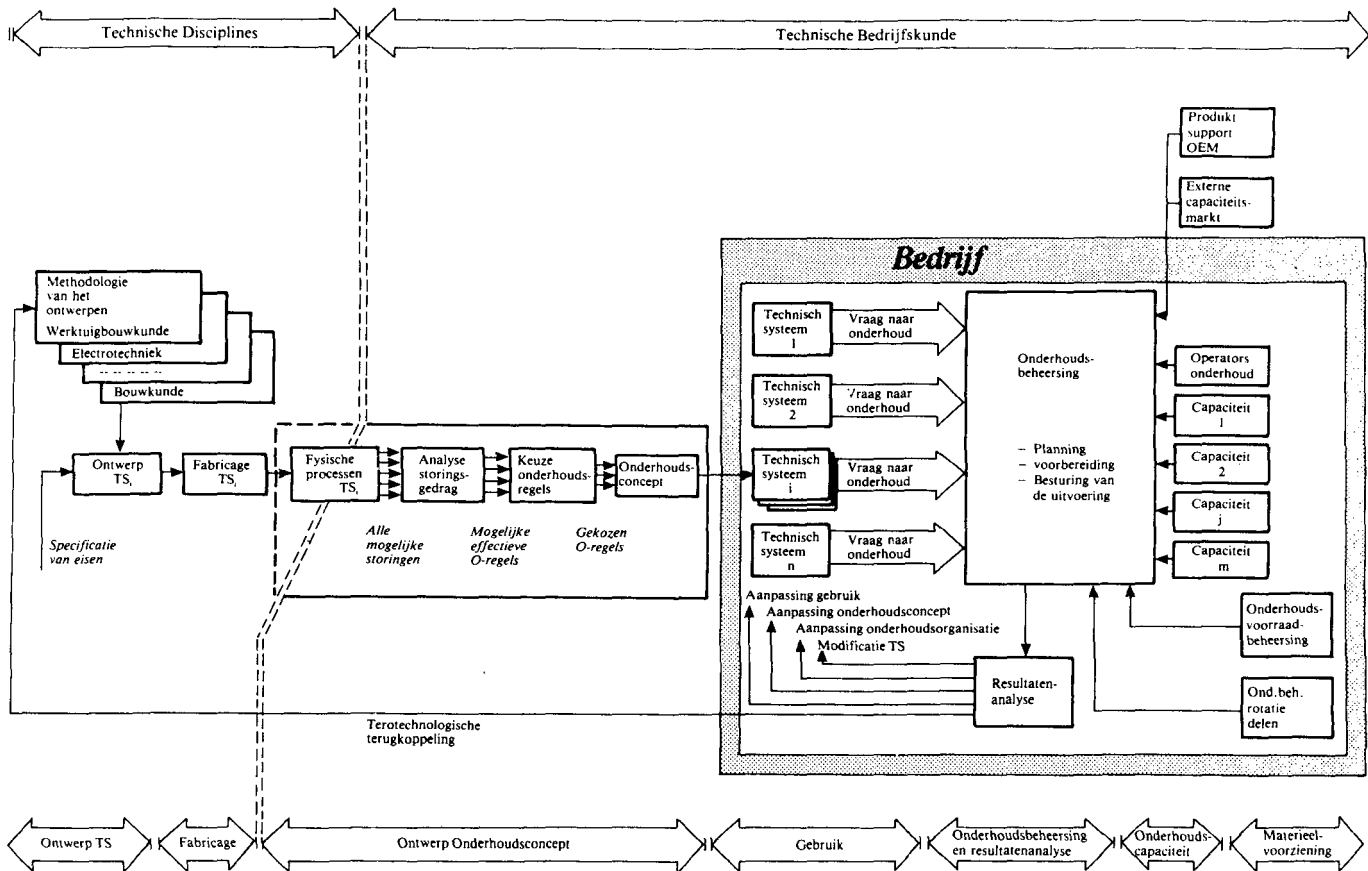 Technische Disciplines
Technische Bedrijfskunde
Produkt
support
OEM
Externe
capaciteits-
markt
Bedrijf
Methodologie
van het
ontwerpen
Werktuigbouwkunde
Electrotechniek
Bouwkunde
Technisch
systeem
1
Vraag naar
onderhoud
Technisch
systeem
2
Vraag naar
onderhoud
Technisch
systeem
i
Vraag naar
onderhoud
Technisch
systeem
n
Vraag naar
onderhoud
Onderhouds-
beheersing
– Planning
– voorbereiding
– Besturing van
de uitvoering
Operators
onderhoud
Capaciteit
1
Capaciteit
2
Capaciteit
j
Capaciteit
m
Ontwerp
TSi
Fabricage
TSi
Fysische
processen
TSi
Analyse
storings-
gedrag
Keuze
onderhouds-
regels
Onderhouds-
concept
Specificatie
van eisen
Alle
mogelijke
storingen
Mogelijke
effectieve
O-regels
Gekozen
O-regels
Aanpassing gebruik
Aanpassing onderhoudsconcept
Aanpassing onderhoudsorganisatie
Modificatie TS
Resultaten-
analyse
Onderhouds-
voorraad-
beheersing
Ond.beh.
rotatie
delen
Terotechnologische
terugkoppeling
Ontwerp TS
Fabricage
Ontwerp Onderhoudsconcept
Gebruik
Onderhoudsbeheersing
en resultatenanalyse
Onderhouds-
capaciteit
Materieel-
voorziening